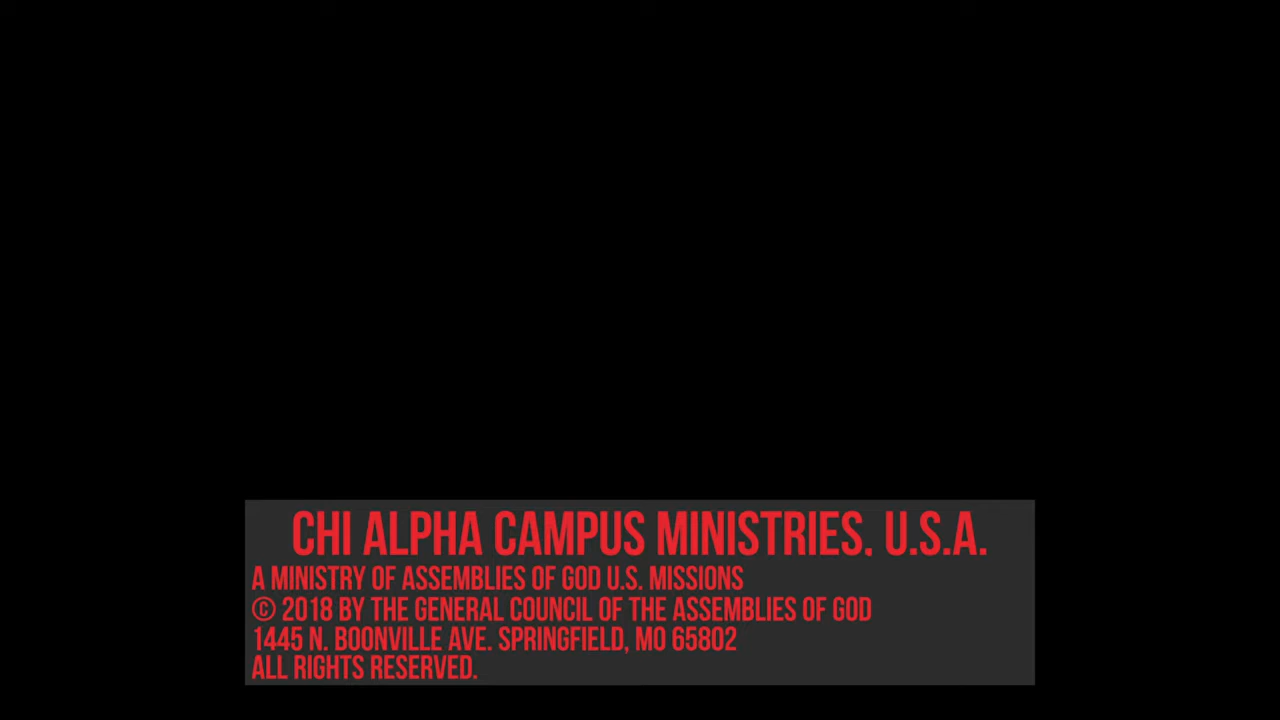 CHI ALPHA CAMPUS MINISTRIES, U.S.A.
A MINISTRY OF ASSEMBLIES OF GOD U.S. MISSIONS
© 2018 BY THE GENERAL COUNCIL OF THE ASSEMBLIES OF GOD
1445 N. BOONVILLE AVE. SPRINGFIELD, MO 65802
ALL RIGHTS RESERVED.